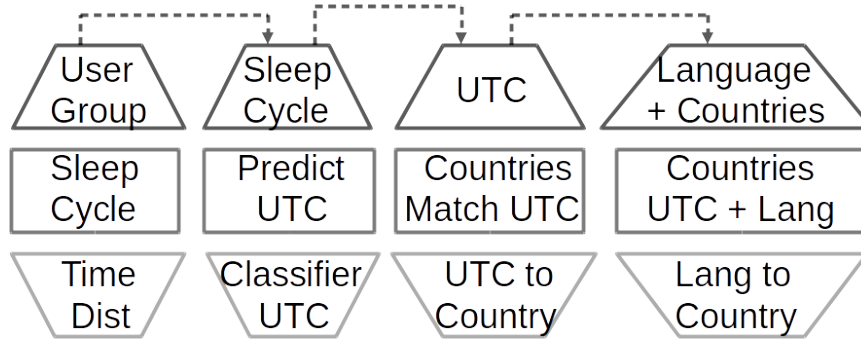 User
Group
Sleep
Cycle
UTC
Language
+ Countries
Sleep
Cycle
Predict
UTC
Countries
Match UTC
Countries
UTC + Lang
Time
Dist
Classifier
UTC
UTC to
Country
Lang to
Country